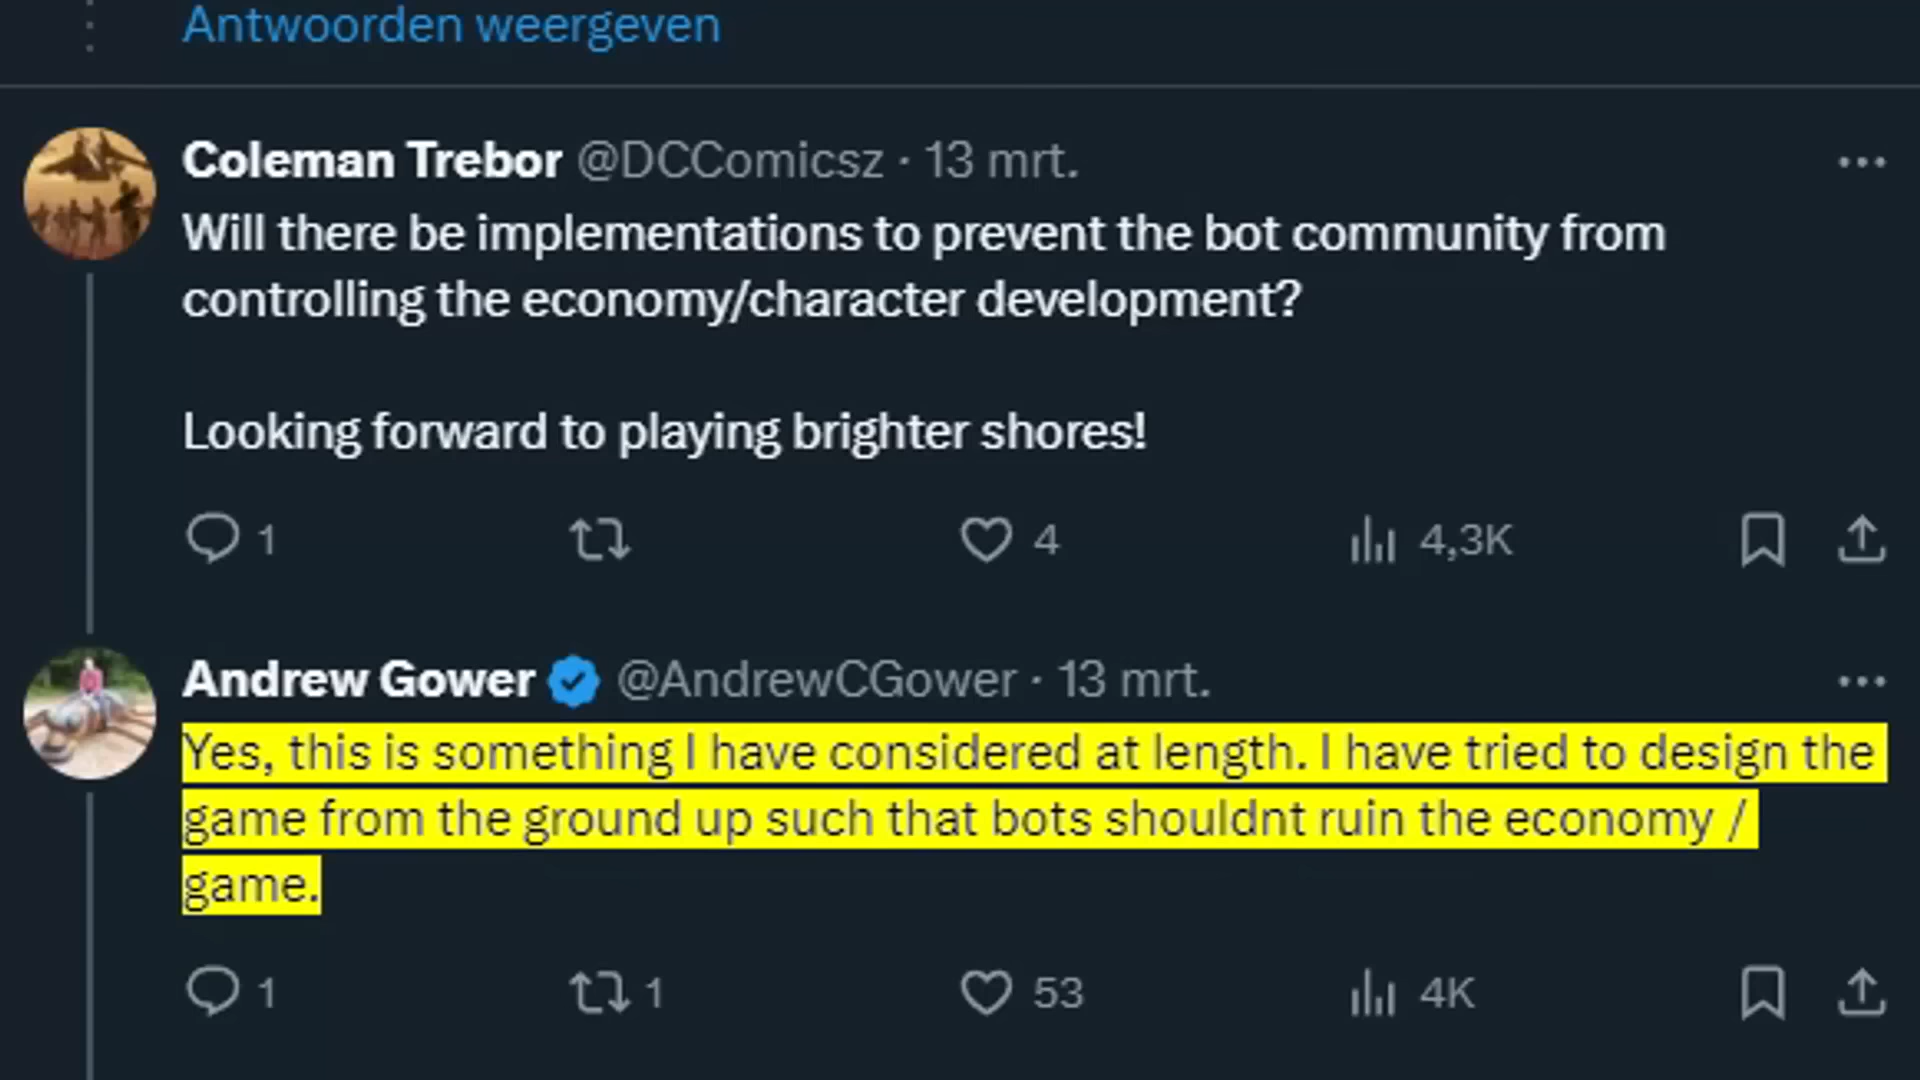 Antwoorden weergeven
Coleman Trebor @DCComicsz · 13 mrt.
Will there be implementations to prevent the bot community from
controlling the economy/character development?
Looking forward to playing brighter shores!
1 4 4,3K
Andrew Gower @AndrewCGower · 13 mrt.
Yes, this is something I have considered at length. I have tried to design the
game from the ground up such that bots shouldnt ruin the economy /
game.
1 1 53 4K